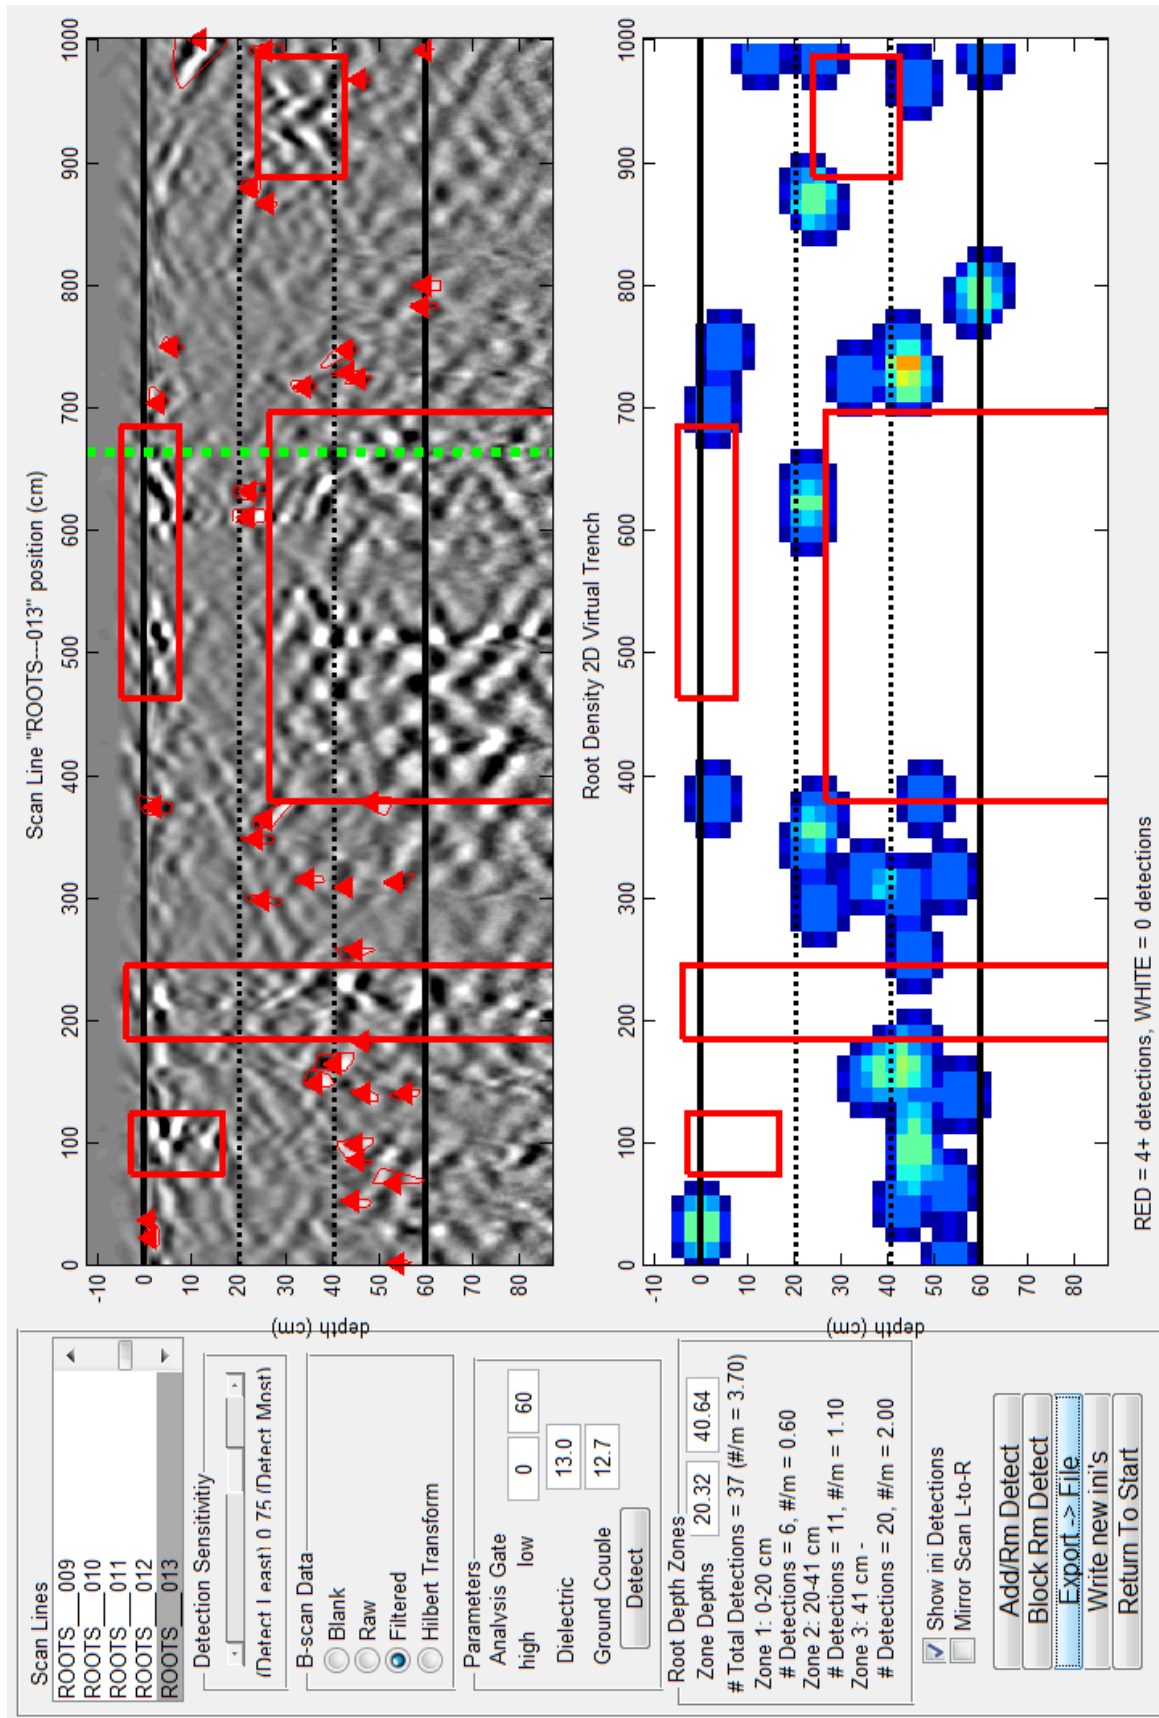 Scan Lines
ROOTS___009
ROOTS___010
ROOTS___011
ROOTS___012
ROOTS___013
Detection Sensitivity
(Detect Least) 0.75 (Detect Most)
B-scan Data
Blank
Raw
Filtered
Hilbert Transform
Parameters
Analysis Gate
high 0 low 60
Dielectric 13.0
Ground Couple 12.7
Detect
Root Depth Zones
Zone Depths 20.32 40.64
# Total Detections = 37 (#/m = 3.70)
Zone 1: 0-20 cm
# Detections = 6, #/m = 0.60
Zone 2: 20-41 cm
# Detections = 11, #/m = 1.10
Zone 3: 41 cm -
# Detections = 20, #/m = 2.00
Show ini Detections
Mirror Scan L-to-R
Add/Rm Detect
Block Rm Detect
Export -> File
Write new ini's
Return To Start
Scan Line "ROOTS---013" position (cm)
0 100 200 300 400 500 600 700 800 900 1000
-10
0
10
20
30
40
50
60
70
80
depth (cm)
Root Density 2D Virtual Trench
0 100 200 300 400 500 600 700 800 900 1000
-10
0
10
20
30
40
50
60
70
80
depth (cm)
RED = 4+ detections, WHITE = 0 detections